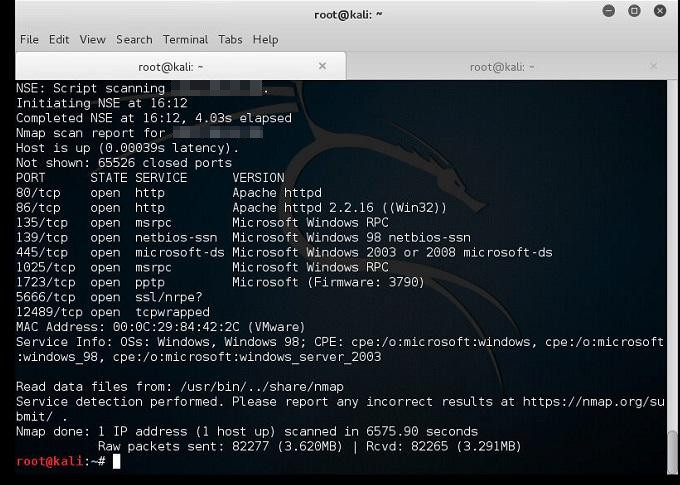 root@kali: ~
File Edit View Search Terminal Tabs Help
root@kali: ~ × root@kali: ~ ×
NSE: Script scanning .
Initiating NSE at 16:12
Completed NSE at 16:12, 4.03s elapsed
Nmap scan report for
Host is up (0.00039s latency).
Not shown: 65526 closed ports
PORT STATE SERVICE VERSION
80/tcp open http Apache httpd
86/tcp open http Apache httpd 2.2.16 ((Win32))
135/tcp open msrpc Microsoft Windows RPC
139/tcp open netbios-ssn Microsoft Windows 98 netbios-ssn
445/tcp open microsoft-ds Microsoft Windows 2003 or 2008 microsoft-ds
1025/tcp open msrpc Microsoft Windows RPC
1723/tcp open pptp Microsoft (Firmware: 3790)
5666/tcp open ssl/nrpe?
12489/tcp open tcpwrapped
MAC Address: 00:0C:29:84:42:2C (VMware)
Service Info: OSs: Windows, Windows 98; CPE: cpe:/o:microsoft:windows, cpe:/o:microsoft
:windows_98, cpe:/o:microsoft:windows_server_2003
Read data files from: /usr/bin/../share/nmap
Service detection performed. Please report any incorrect results at https://nmap.org/su
bmit/ .
Nmap done: 1 IP address (1 host up) scanned in 6575.90 seconds
Raw packets sent: 82277 (3.620MB) | Rcvd: 82265 (3.291MB)
root@kali:~#